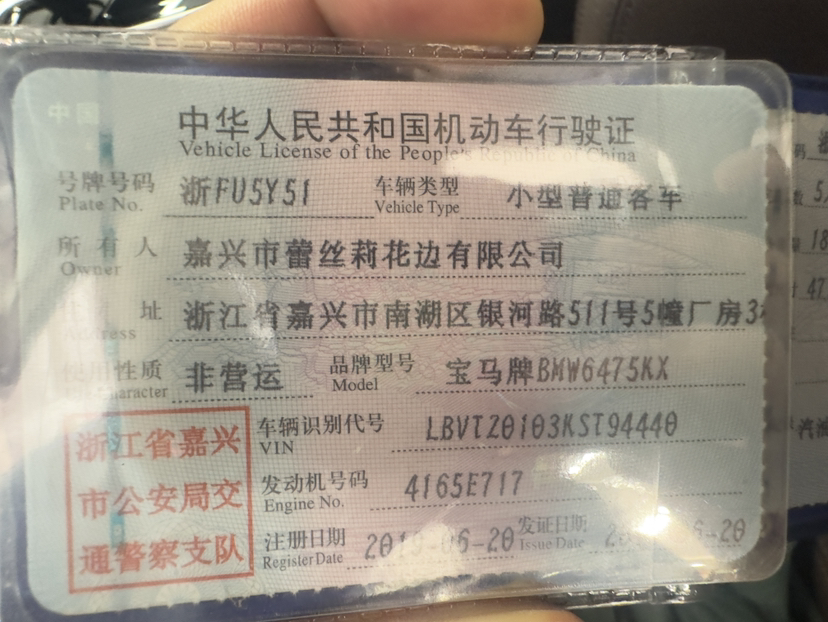 中华人民共和国机动车行驶证
Vehicle License of the People's Republic of China
号牌号码 浙FU5Y51 车辆类型 小型普通客车
Plate No. Vehicle Type
所有人 嘉兴市蕾丝莉花边有限公司
Owner
址 浙江省嘉兴市南湖区银河路511号5幢厂房3
Address
使用性质 非营运 品牌型号 宝马牌BMW6475KX
Character Model
浙江省嘉兴 车辆识别代号 LBVTZ0103KST94440
VIN
市公安局交 发动机号码 4165E717
Engine No.
通警察支队 注册日期 发证日期
Register Date Issue Date